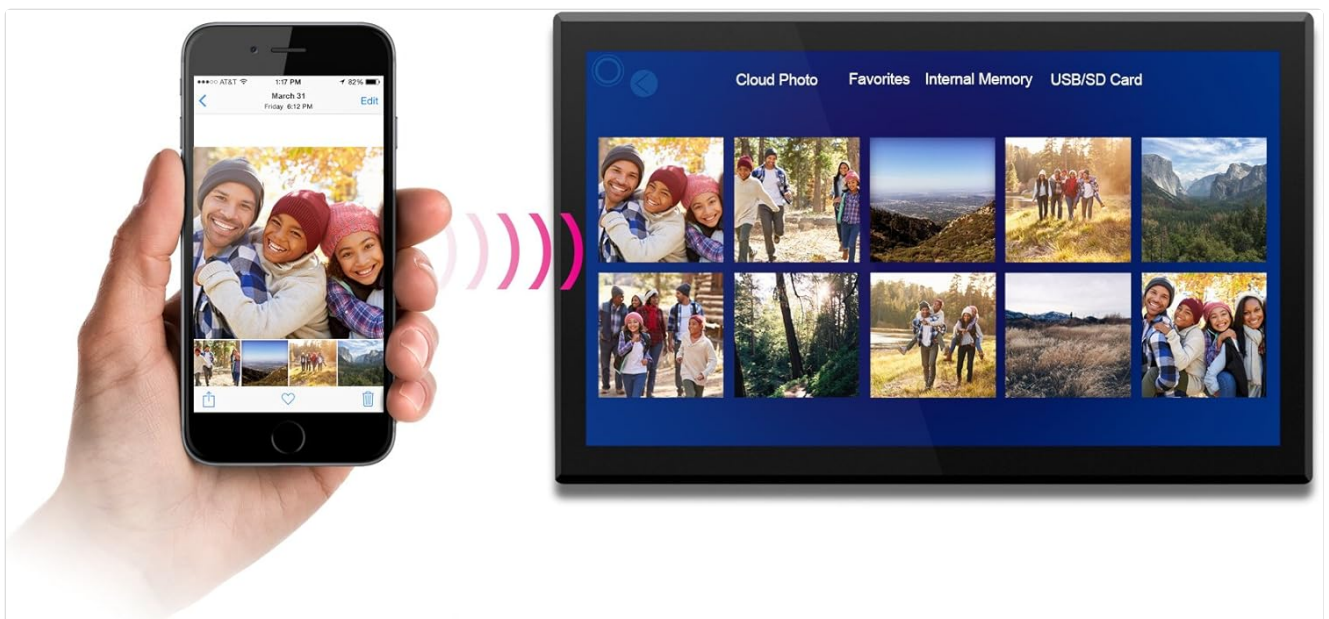 AT&T 1:17 PM 82%
March 31
Friday 6:12 PM
Edit
Cloud Photo Favorites Internal Memory USB/SD Card